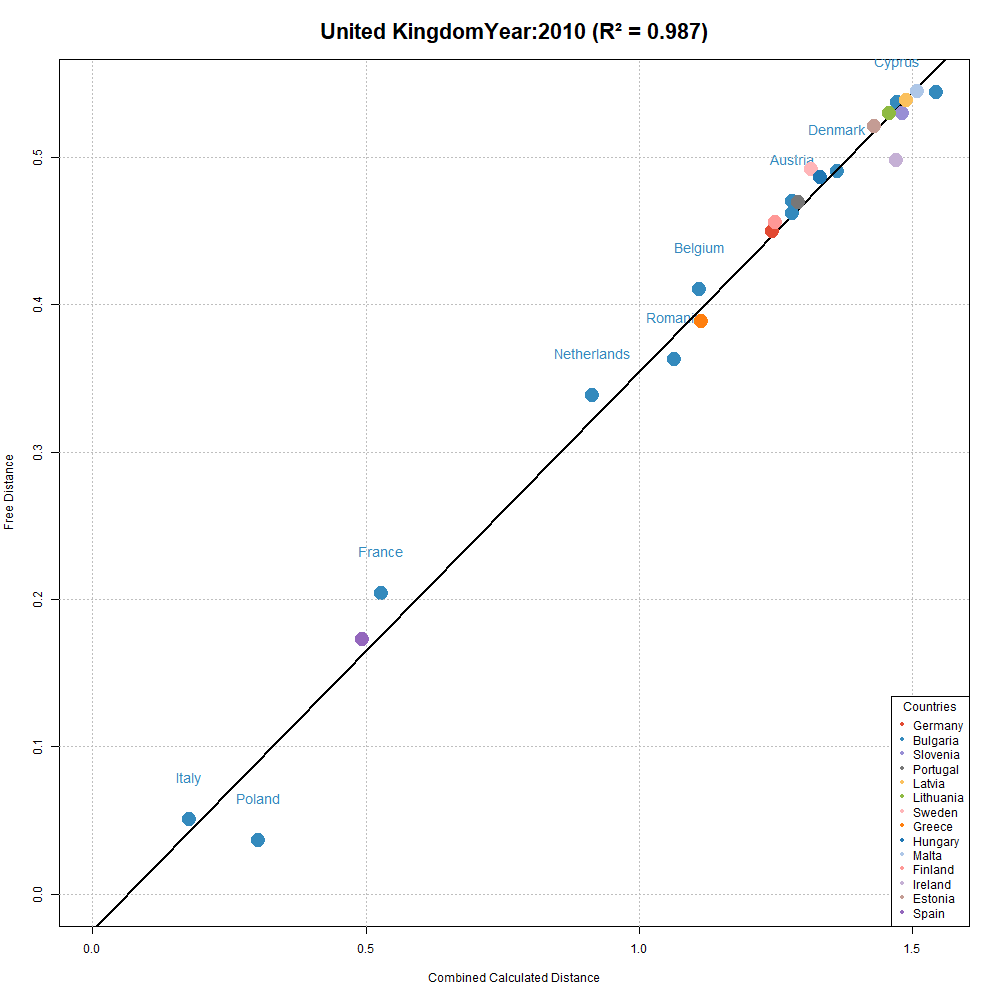 United KingdomYear:2010 (R² = 0.987)
Cyprus
Denmark
Austria
Belgium
Roman
Netherlands
France
Italy
Poland
Free Distance
0.5
0.4
0.3
0.2
0.1
0.0
0.0 0.5 1.0 1.5
Combined Calculated Distance
Countries
Germany
Bulgaria
Slovenia
Portugal
Latvia
Lithuania
Sweden
Greece
Hungary
Malta
Finland
Ireland
Estonia
Spain